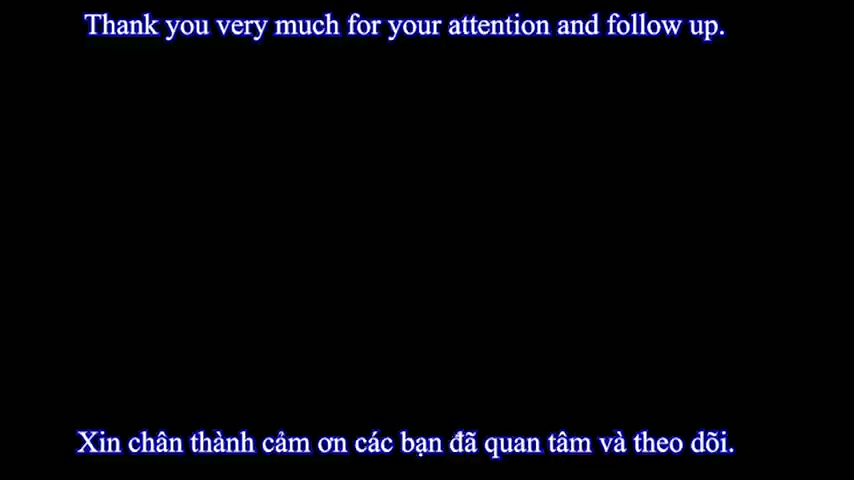 Thank you very much for your attention and follow up.
Xin chân thành cảm ơn các bạn đã quan tâm và theo dõi.